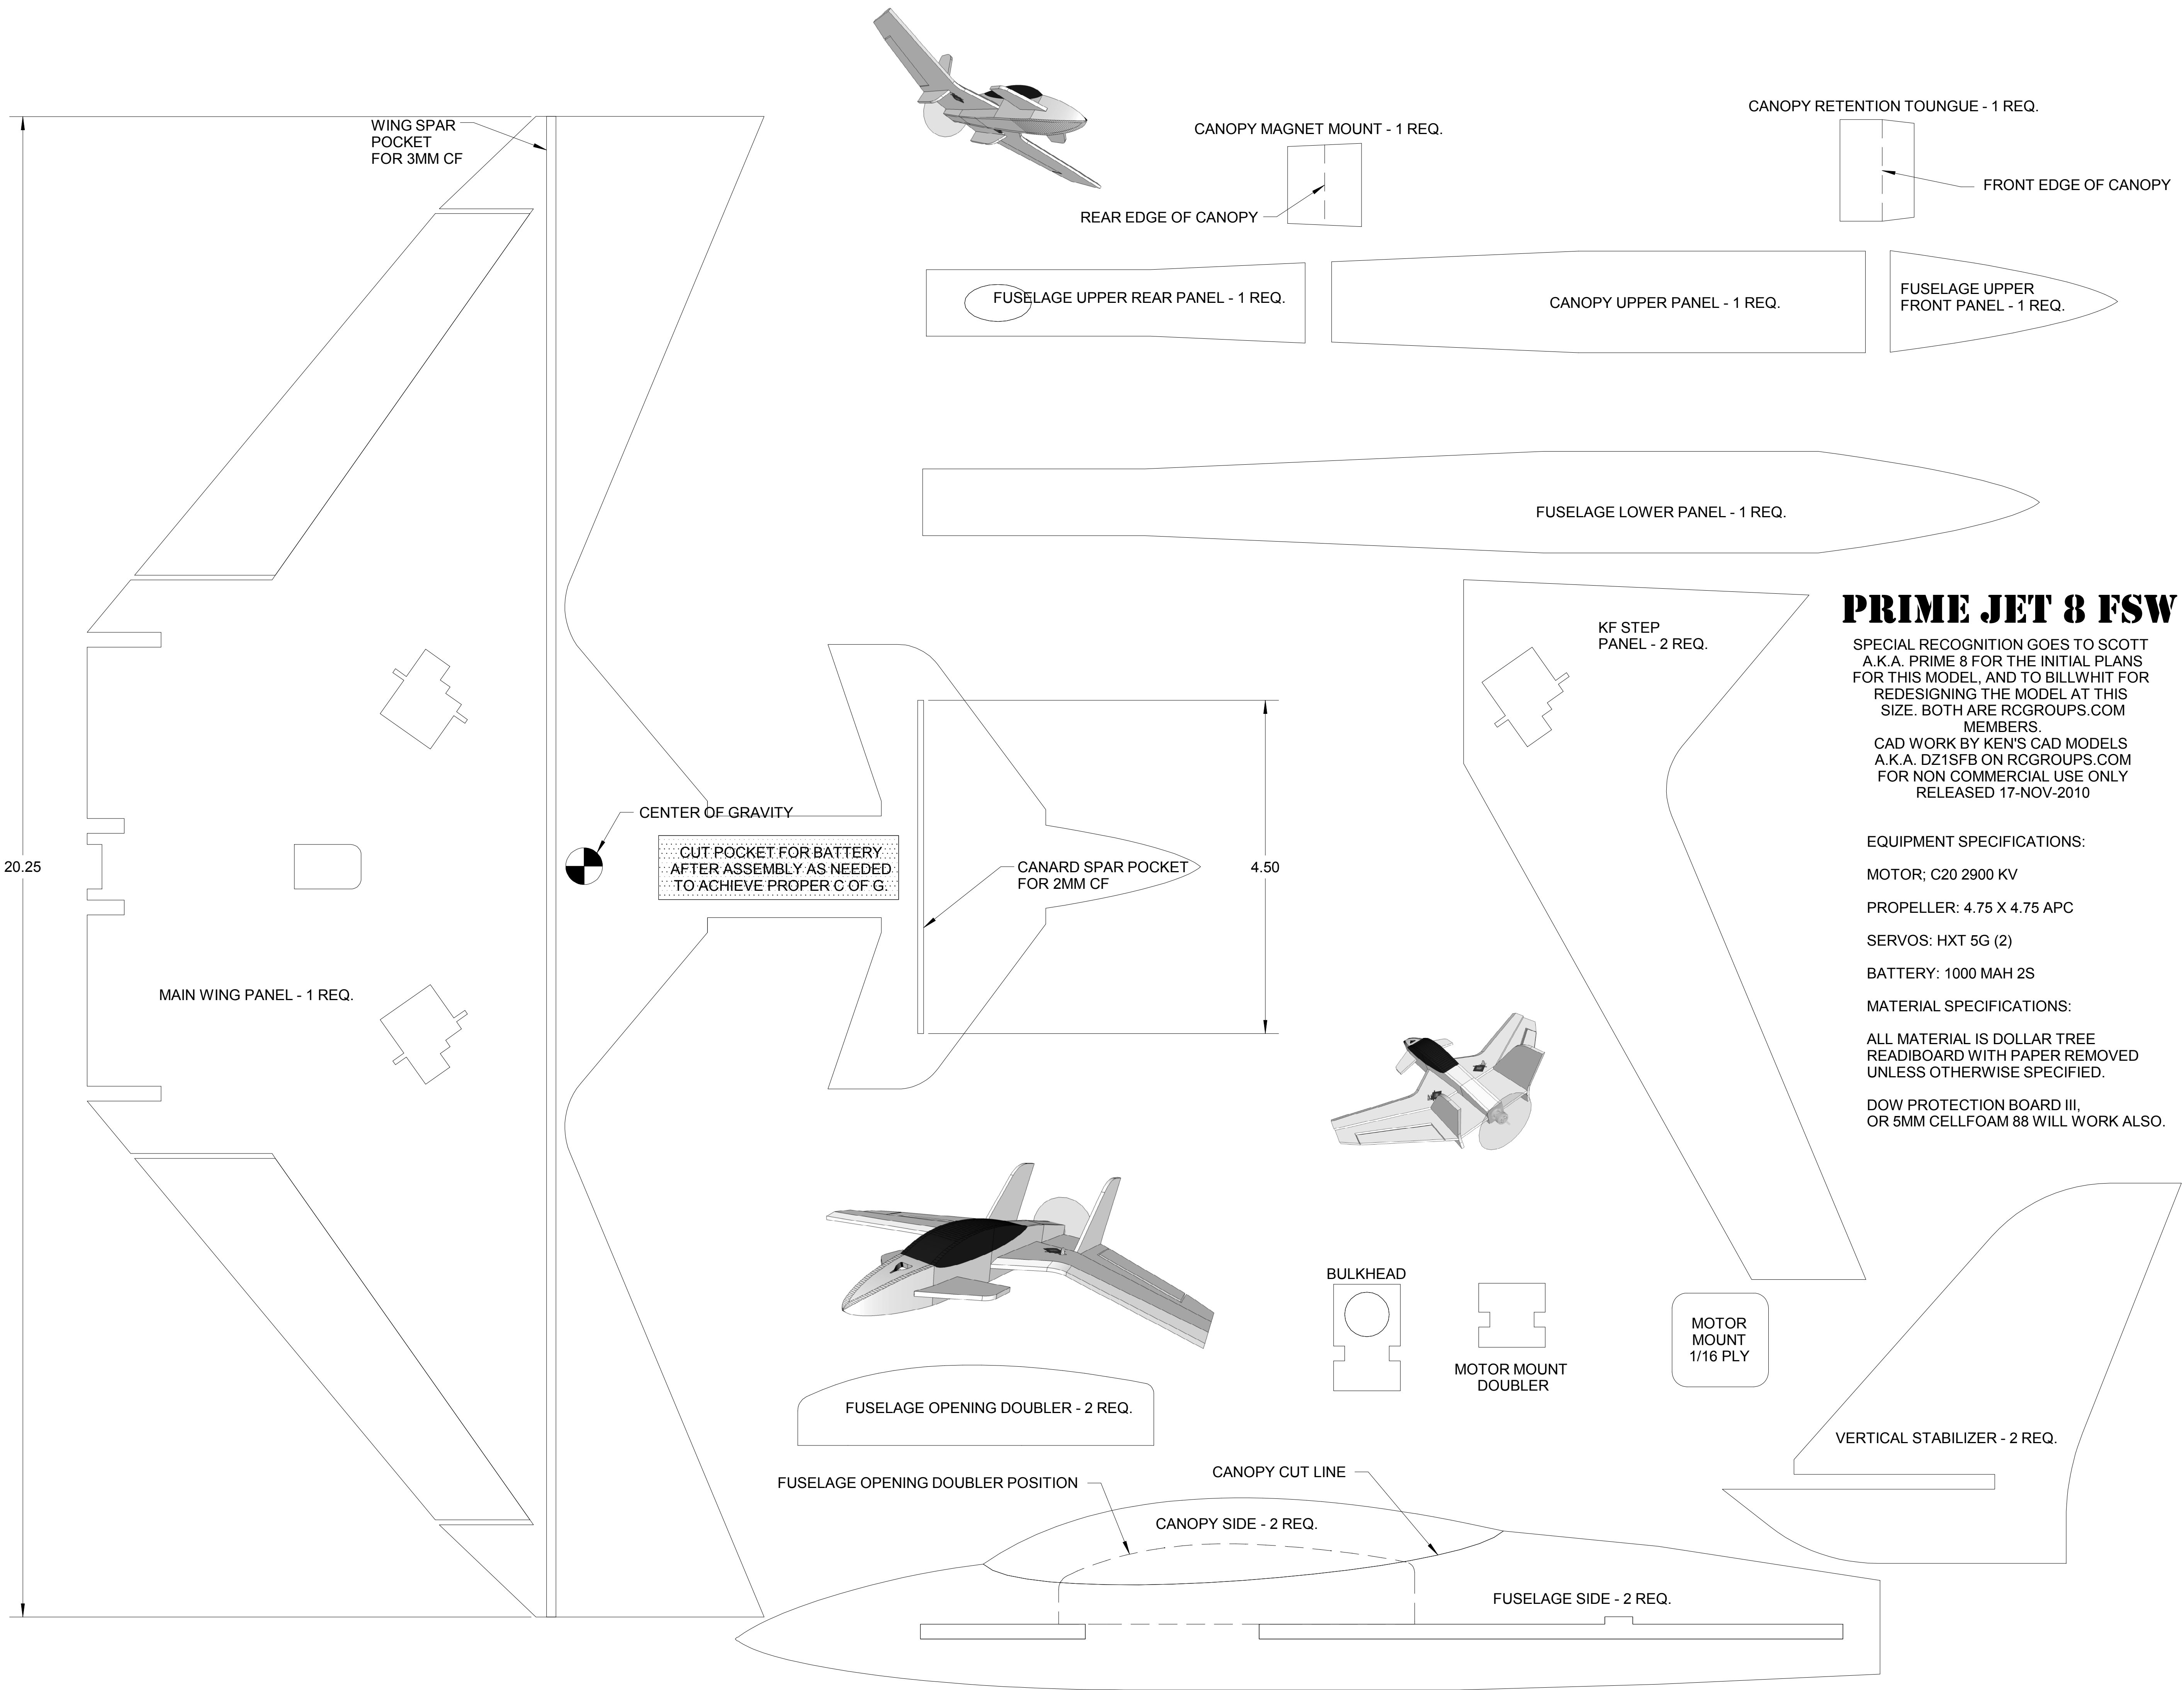 WING SPAR
POCKET
FOR 3MM CF
CANOPY MAGNET MOUNT - 1 REQ.
CANOPY RETENTION TOUNGUE - 1 REQ.
REAR EDGE OF CANOPY
FRONT EDGE OF CANOPY
FUSELAGE UPPER REAR PANEL - 1 REQ.
CANOPY UPPER PANEL - 1 REQ.
FUSELAGE UPPER
FRONT PANEL - 1 REQ.
FUSELAGE LOWER PANEL - 1 REQ.
KF STEP
PANEL - 2 REQ.
PRIME JET 8 FSW
SPECIAL RECOGNITION GOES TO SCOTT
A.K.A. PRIME 8 FOR THE INITIAL PLANS
FOR THIS MODEL, AND TO BILLWHIT FOR
REDESIGNING THE MODEL AT THIS
SIZE. BOTH ARE RCGROUPS.COM
MEMBERS.
CAD WORK BY KEN'S CAD MODELS
A.K.A. DZ1SFB ON RCGROUPS.COM
FOR NON COMMERCIAL USE ONLY
RELEASED 17-NOV-2010
EQUIPMENT SPECIFICATIONS:
MOTOR; C20 2900 KV
PROPELLER: 4.75 X 4.75 APC
SERVOS: HXT 5G (2)
BATTERY: 1000 MAH 2S
MATERIAL SPECIFICATIONS:
ALL MATERIAL IS DOLLAR TREE
READIBOARD WITH PAPER REMOVED
UNLESS OTHERWISE SPECIFIED.
DOW PROTECTION BOARD III,
OR 5MM CELLFOAM 88 WILL WORK ALSO.
20.25
CENTER OF GRAVITY
CUT POCKET FOR BATTERY
AFTER ASSEMBLY AS NEEDED
TO ACHIEVE PROPER C OF G.
CANARD SPAR POCKET
FOR 2MM CF
4.50
MAIN WING PANEL - 1 REQ.
BULKHEAD
MOTOR MOUNT
DOUBLER
MOTOR
MOUNT
1/16 PLY
FUSELAGE OPENING DOUBLER - 2 REQ.
VERTICAL STABILIZER - 2 REQ.
FUSELAGE OPENING DOUBLER POSITION
CANOPY CUT LINE
CANOPY SIDE - 2 REQ.
FUSELAGE SIDE - 2 REQ.